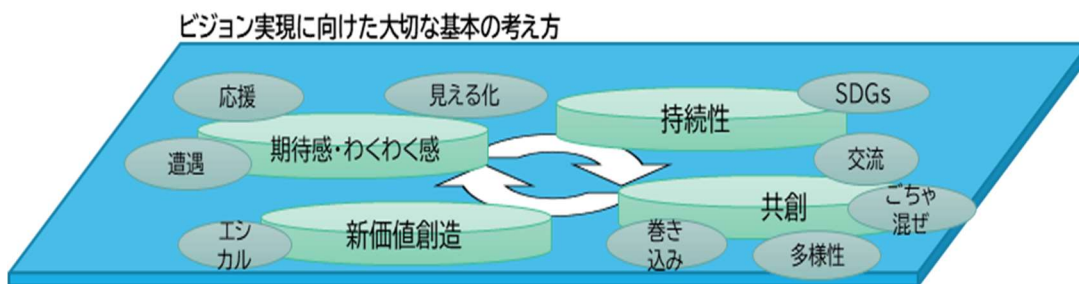 ビジョン実現に向けた大切な基本の考え方
応援
見える化
SDGs
持続性
期待感・わくわく感
遭遇
交流
共創
ごちゃ
混ぜ
新価値創造
エシ
カル
巻き
込み
多様性